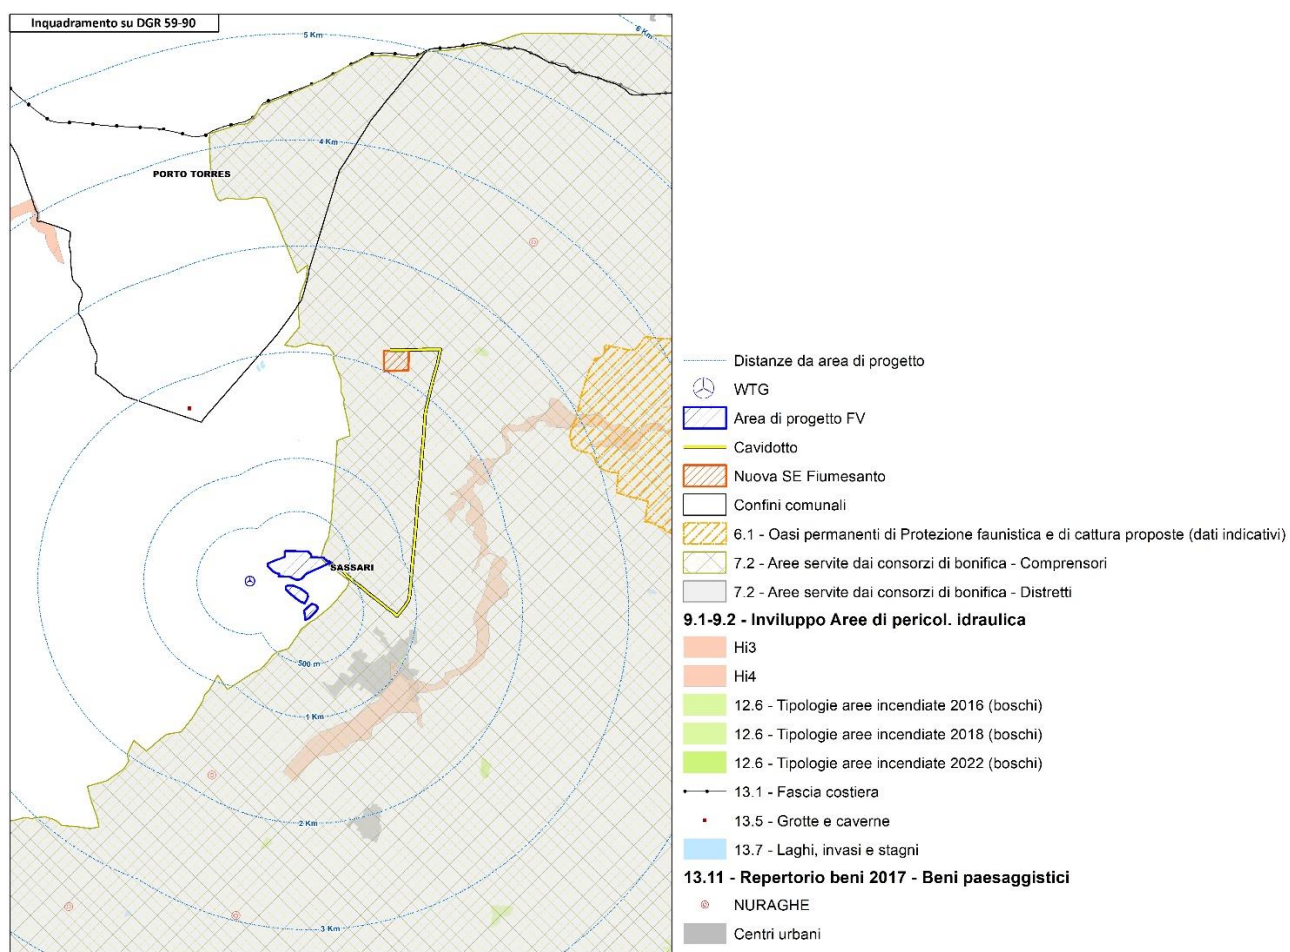 Inquadramento su DGR 59-90
5 Km
6 Km
4 Km
PORTO TORRES
SASSARI
500 m
1 Km
2 Km
3 Km
Distanze da area di progetto
WTG
Area di progetto FV
Cavidotto
Nuova SE Fiumesanto
Confini comunali
6.1 - Oasi permanenti di Protezione faunistica e di cattura proposte (dati indicativi)
7.2 - Aree servite dai consorzi di bonifica - Comprensori
7.2 - Aree servite dai consorzi di bonifica - Distretti
9.1-9.2 - Inviluppo Aree di pericol. idraulica
Hi3
Hi4
12.6 - Tipologie aree incendiate 2016 (boschi)
12.6 - Tipologie aree incendiate 2018 (boschi)
12.6 - Tipologie aree incendiate 2022 (boschi)
13.1 - Fascia costiera
13.5 - Grotte e caverne
13.7 - Laghi, invasi e stagni
13.11 - Repertorio beni 2017 - Beni paesaggistici
NURAGHE
Centri urbani